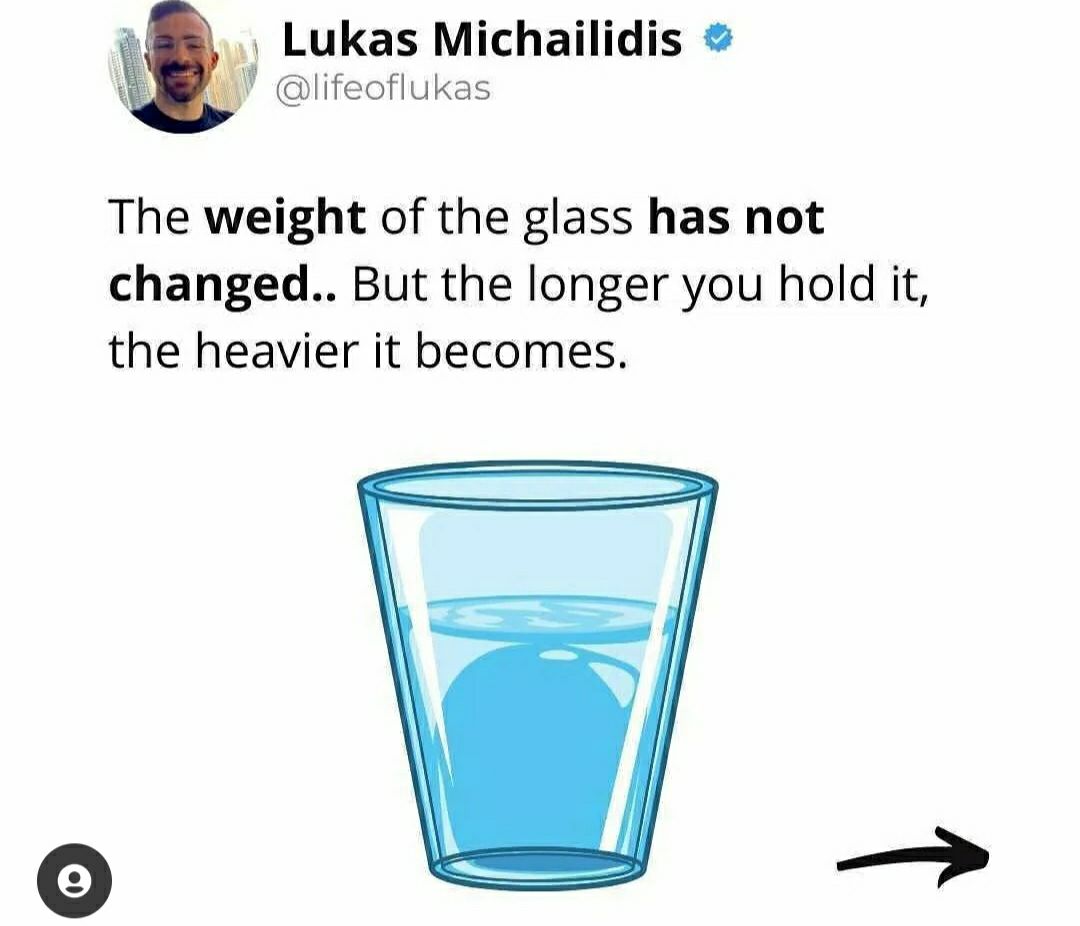 Lukas Michailidis
@lifeoflukas
The weight of the glass has not
changed.. But the longer you hold it,
the heavier it becomes.